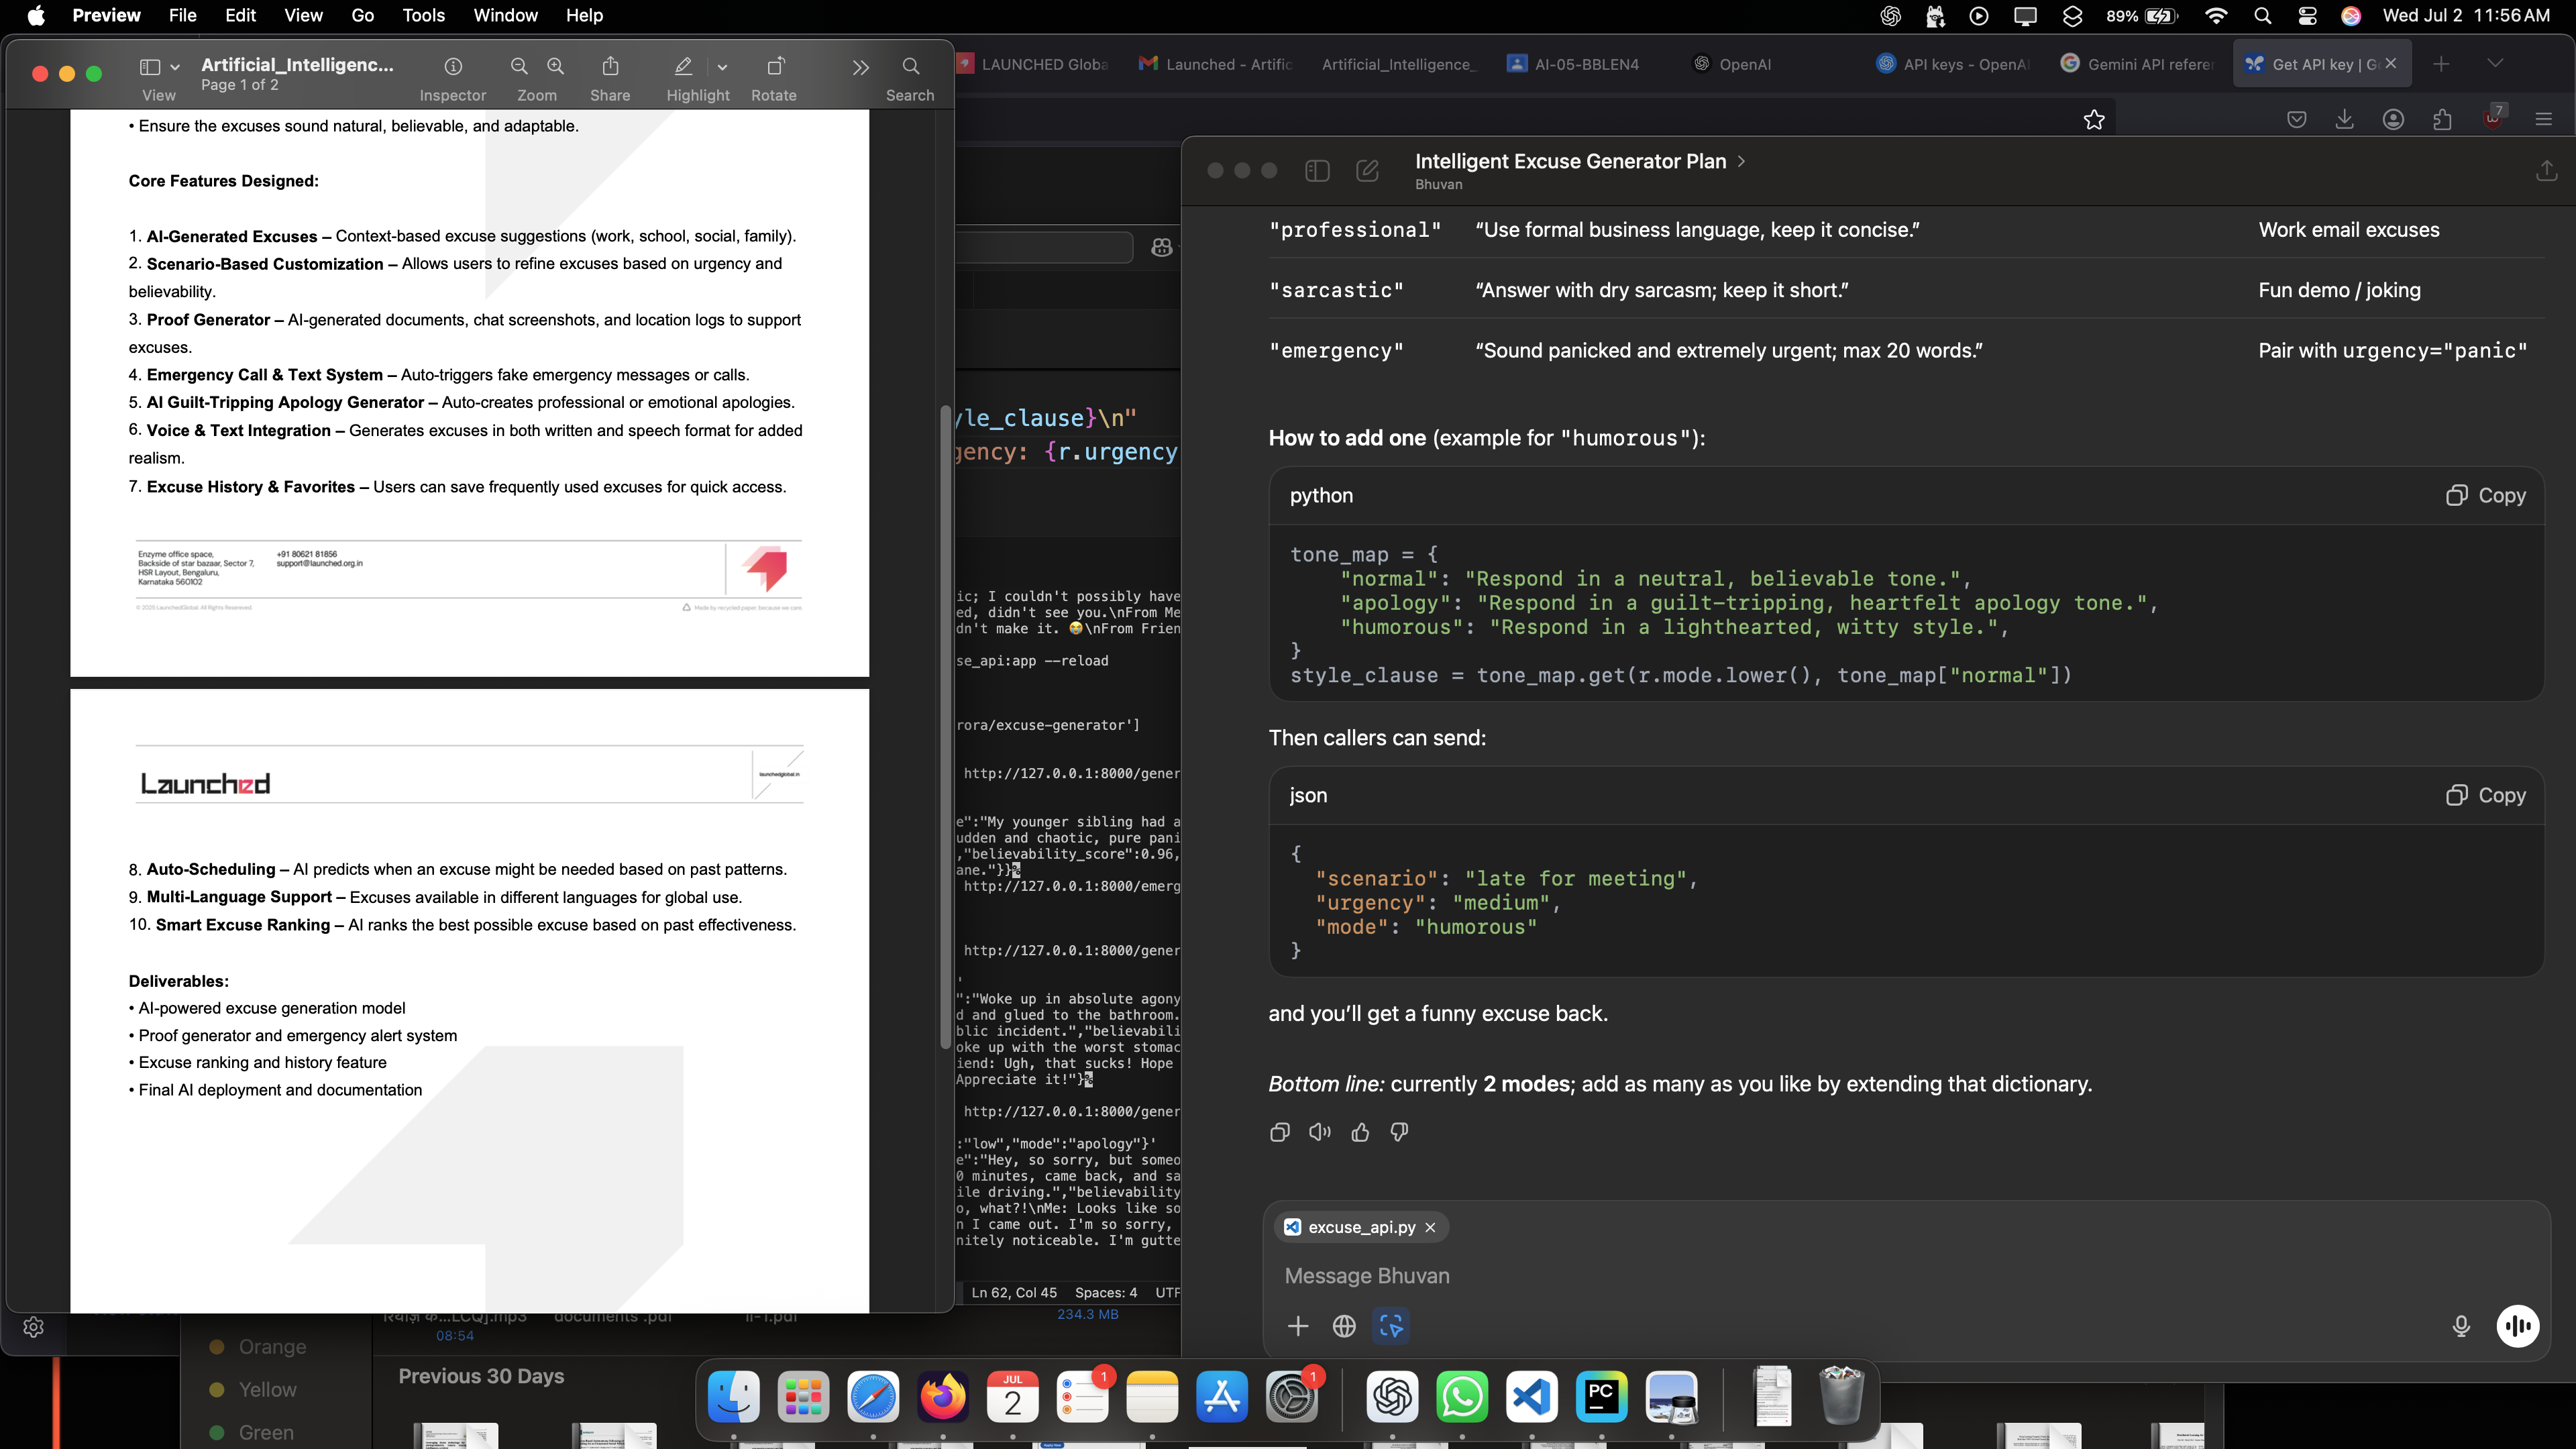 Preview File Edit View Go Tools Window Help
89% Wed Jul 2 11:56 AM
Artificial_Intelligenc...
Page 1 of 2
View Inspector Zoom Share Highlight Rotate Search
• Ensure the excuses sound natural, believable, and adaptable.
Core Features Designed:
1. AI-Generated Excuses – Context-based excuse suggestions (work, school, social, family).
2. Scenario-Based Customization – Allows users to refine excuses based on urgency and
believability.
3. Proof Generator – AI-generated documents, chat screenshots, and location logs to support
excuses.
4. Emergency Call & Text System – Auto-triggers fake emergency messages or calls.
5. AI Guilt-Tripping Apology Generator – Auto-creates professional or emotional apologies.
6. Voice & Text Integration – Generates excuses in both written and speech format for added
realism.
7. Excuse History & Favorites – Users can save frequently used excuses for quick access.
Enzyme office space,
Backside of star bazaar, Sector 7,
HSR Layout, Bengaluru,
Karnataka 560102
+91 80621 81856
support@launched.org.in
© 2025 LaunchedGlobal. All Rights Reserved.
Made by recycled paper, because we care
Launched
launchedglobal.in
8. Auto-Scheduling – AI predicts when an excuse might be needed based on past patterns.
9. Multi-Language Support – Excuses available in different languages for global use.
10. Smart Excuse Ranking – AI ranks the best possible excuse based on past effectiveness.
Deliverables:
• AI-powered excuse generation model
• Proof generator and emergency alert system
• Excuse ranking and history feature
• Final AI deployment and documentation
LAUNCHED Globa
Launched - Artific
Artificial_Intelligence_
AI-05-BBLEN4
OpenAI
API keys - OpenAI
Gemini API referen
Get API key | G
7
yle_clause}\n"
gency: {r.urgency
ic; I couldn't possibly have
ed, didn't see you.\nFrom Me
dn't make it. 😭\nFrom Frien
se_api:app --reload
rora/excuse-generator']
http://127.0.0.1:8000/gener
e":"My younger sibling had a
udden and chaotic, pure pani
,"believability_score":0.96,
ane."}}%
http://127.0.0.1:8000/emerg
http://127.0.0.1:8000/gener
'
":"Woke up in absolute agony
d and glued to the bathroom.
blic incident.","believabili
oke up with the worst stomac
iend: Ugh, that sucks! Hope
Appreciate it!"}%
http://127.0.0.1:8000/gener
:"low","mode":"apology"}'
e":"Hey, so sorry, but someo
0 minutes, came back, and sa
ile driving.","believability
o, what?!\nMe: Looks like so
n I came out. I'm so sorry,
nitely noticeable. I'm gutte
Ln 62, Col 45 Spaces: 4 UTF
Intelligent Excuse Generator Plan
Bhuvan
"professional" “Use formal business language, keep it concise.” Work email excuses
"sarcastic" “Answer with dry sarcasm; keep it short.” Fun demo / joking
"emergency" “Sound panicked and extremely urgent; max 20 words.” Pair with urgency="panic"
How to add one (example for "humorous"):
python Copy
tone_map = {
"normal": "Respond in a neutral, believable tone.",
"apology": "Respond in a guilt-tripping, heartfelt apology tone.",
"humorous": "Respond in a lighthearted, witty style.",
}
style_clause = tone_map.get(r.mode.lower(), tone_map["normal"])
Then callers can send:
json Copy
{
"scenario": "late for meeting",
"urgency": "medium",
"mode": "humorous"
}
and you’ll get a funny excuse back.
Bottom line: currently 2 modes; add as many as you like by extending that dictionary.
excuse_api.py
Message Bhuvan
08:54
234.3 MB
Orange
Yellow
Green
Previous 30 Days
JUL
2
1
1
PC